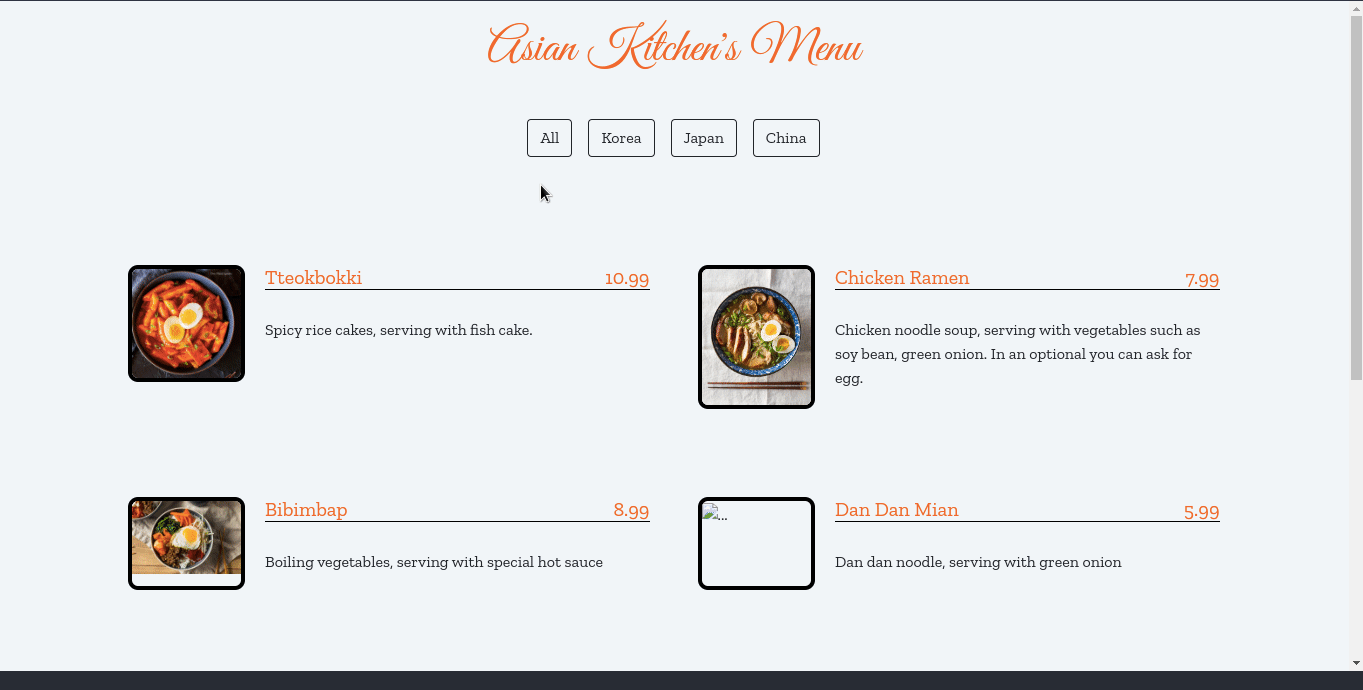 Asian Kitchen's Menu
All Korea Japan China
Tteokbokki 10.99
Spicy rice cakes, serving with fish cake.
Chicken Ramen 7.99
Chicken noodle soup, serving with vegetables such as
soy bean, green onion. In an optional you can ask for
egg.
Bibimbap 8.99
Boiling vegetables, serving with special hot sauce
...
Dan Dan Mian 5.99
Dan dan noodle, serving with green onion